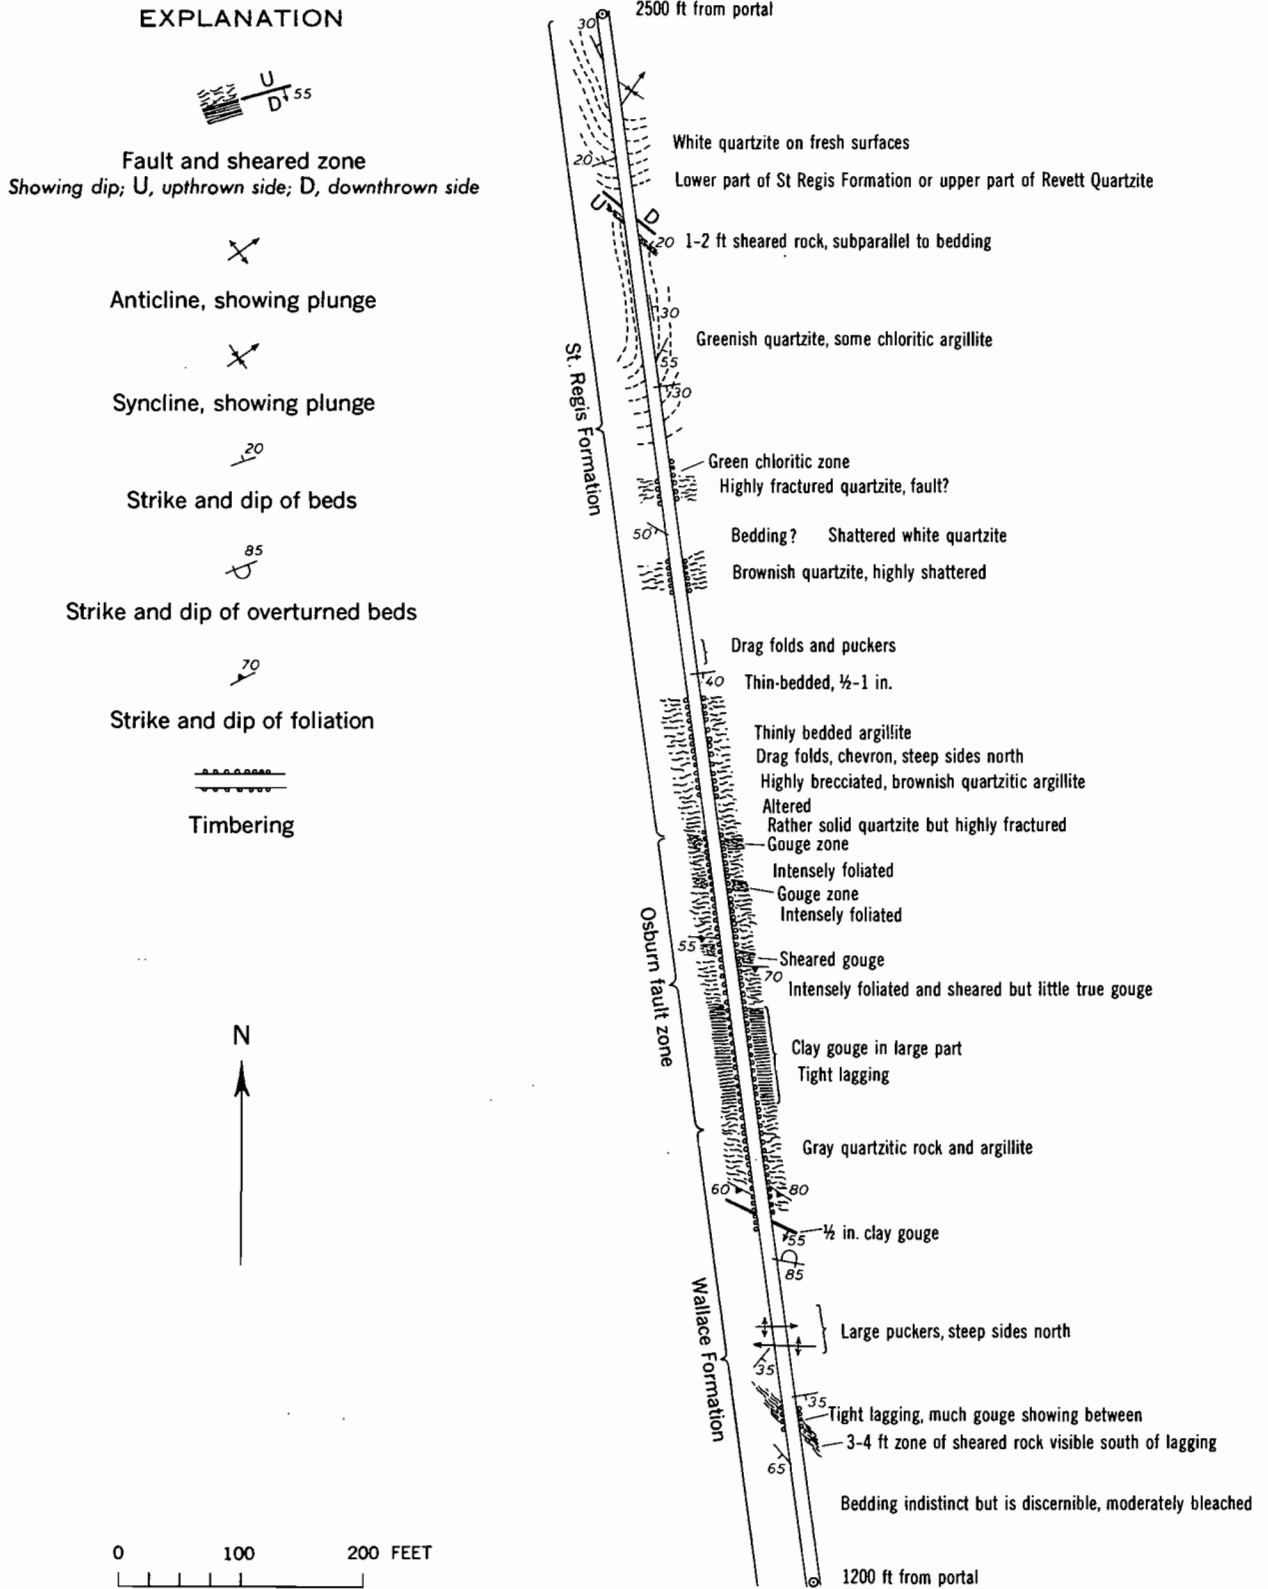 EXPLANATION
U
D
55
Fault and sheared zone
Showing dip; U, upthrown side; D, downthrown side
Anticline, showing plunge
Syncline, showing plunge
20
Strike and dip of beds
85
Strike and dip of overturned beds
70
Strike and dip of foliation
Timbering
N
0 100 200 FEET
2500 ft from portal
30
White quartzite on fresh surfaces
20
Lower part of St Regis Formation or upper part of Revett Quartzite
U
D
20
1-2 ft sheared rock, subparallel to bedding
30
Greenish quartzite, some chloritic argillite
55
30
St. Regis Formation
Green chloritic zone
Highly fractured quartzite, fault?
50
Bedding? Shattered white quartzite
Brownish quartzite, highly shattered
Drag folds and puckers
40
Thin-bedded, ½-1 in.
Thinly bedded argillite
Drag folds, chevron, steep sides north
Highly brecciated, brownish quartzitic argillite
Altered
Rather solid quartzite but highly fractured
Gouge zone
Intensely foliated
Gouge zone
Intensely foliated
55
Osburn fault zone
Sheared gouge
70
Intensely foliated and sheared but little true gouge
Clay gouge in large part
Tight lagging
Gray quartzitic rock and argillite
60
80
½ in. clay gouge
55
85
Wallace Formation
Large puckers, steep sides north
35
35
Tight lagging, much gouge showing between
3-4 ft zone of sheared rock visible south of lagging
65
Bedding indistinct but is discernible, moderately bleached
1200 ft from portal